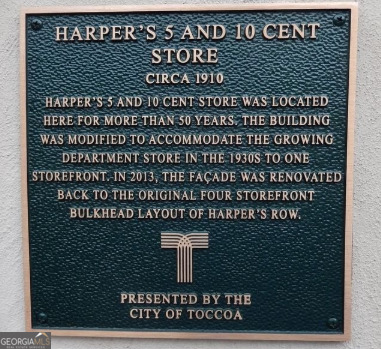 HARPER'S 5 AND 10 CENT
STORE
CIRCA 1910
HARPER'S 5 AND 10 CENT STORE WAS LOCATED
HERE FOR MORE THAN 50 YEARS. THE BUILDING
WAS MODIFIED TO ACCOMMODATE THE GROWING
DEPARTMENT STORE IN THE 1930S TO ONE
STOREFRONT. IN 2013, THE FAÇADE WAS RENOVATED
BACK TO THE ORIGINAL FOUR STOREFRONT
BULKHEAD LAYOUT OF HARPER'S ROW.
PRESENTED BY THE
CITY OF TOCCOA
GEORGIAMLS